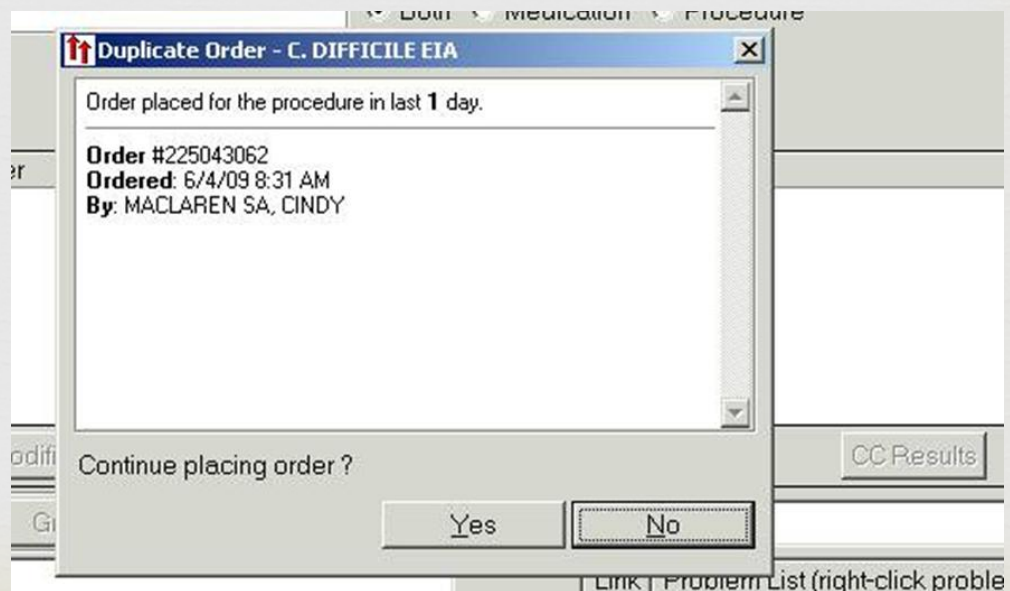 Both Medication Procedure
Duplicate Order - C. DIFFICILE EIA
Order placed for the procedure in last 1 day.
Order #225043062
Ordered: 6/4/09 8:31 AM
By: MACLAREN SA, CINDY
Continue placing order ?
CC Results
Yes No
Link Problem List (right-click proble